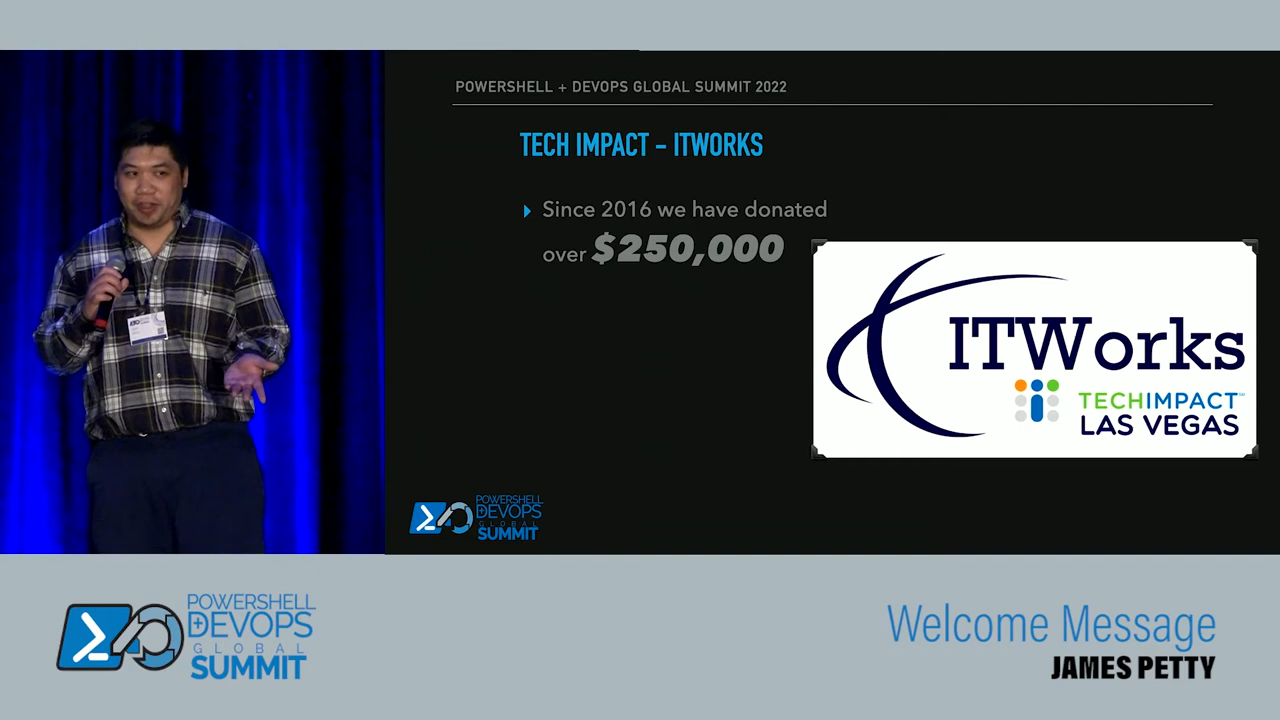 POWERSHELL + DEVOPS GLOBAL SUMMIT 2022
TECH IMPACT – ITWORKS
Since 2016 we have donated
over $250,000
ITWorks
TECHIMPACT
LAS VEGAS
POWERSHELL
+DEVOPS
GLOBAL
SUMMIT
POWERSHELL
+DEVOPS
GLOBAL
SUMMIT
Welcome Message
JAMES PETTY